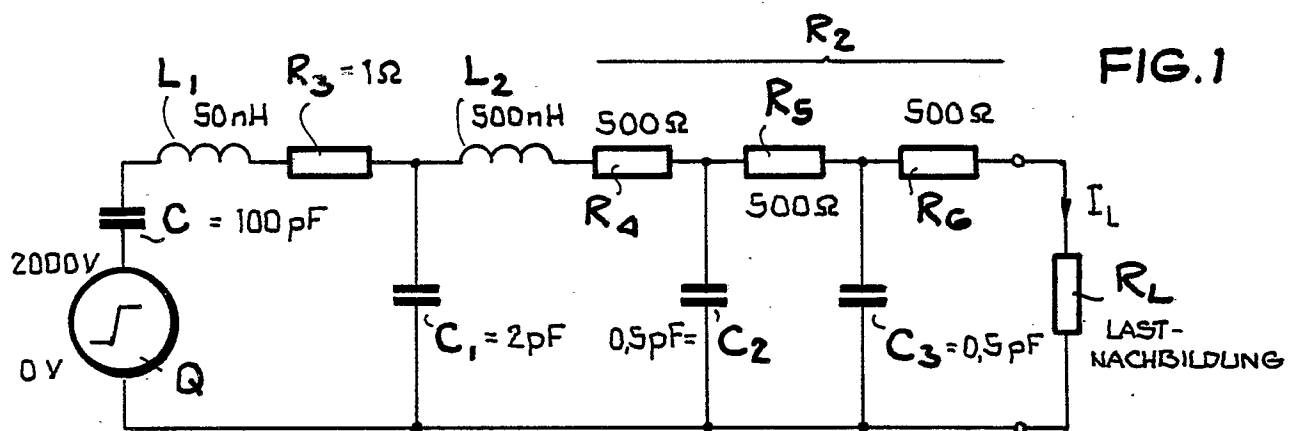 R2
FIG.1
L1
50nH
R3 = 1Ω
L2
500nH
500Ω
R4
R5
500Ω
500Ω
R6
IL
C = 100pF
2000V
0V
Q
C1 = 2pF
0,5pF= C2
C3 = 0,5pF
RL
LAST-
NACHBILDUNG